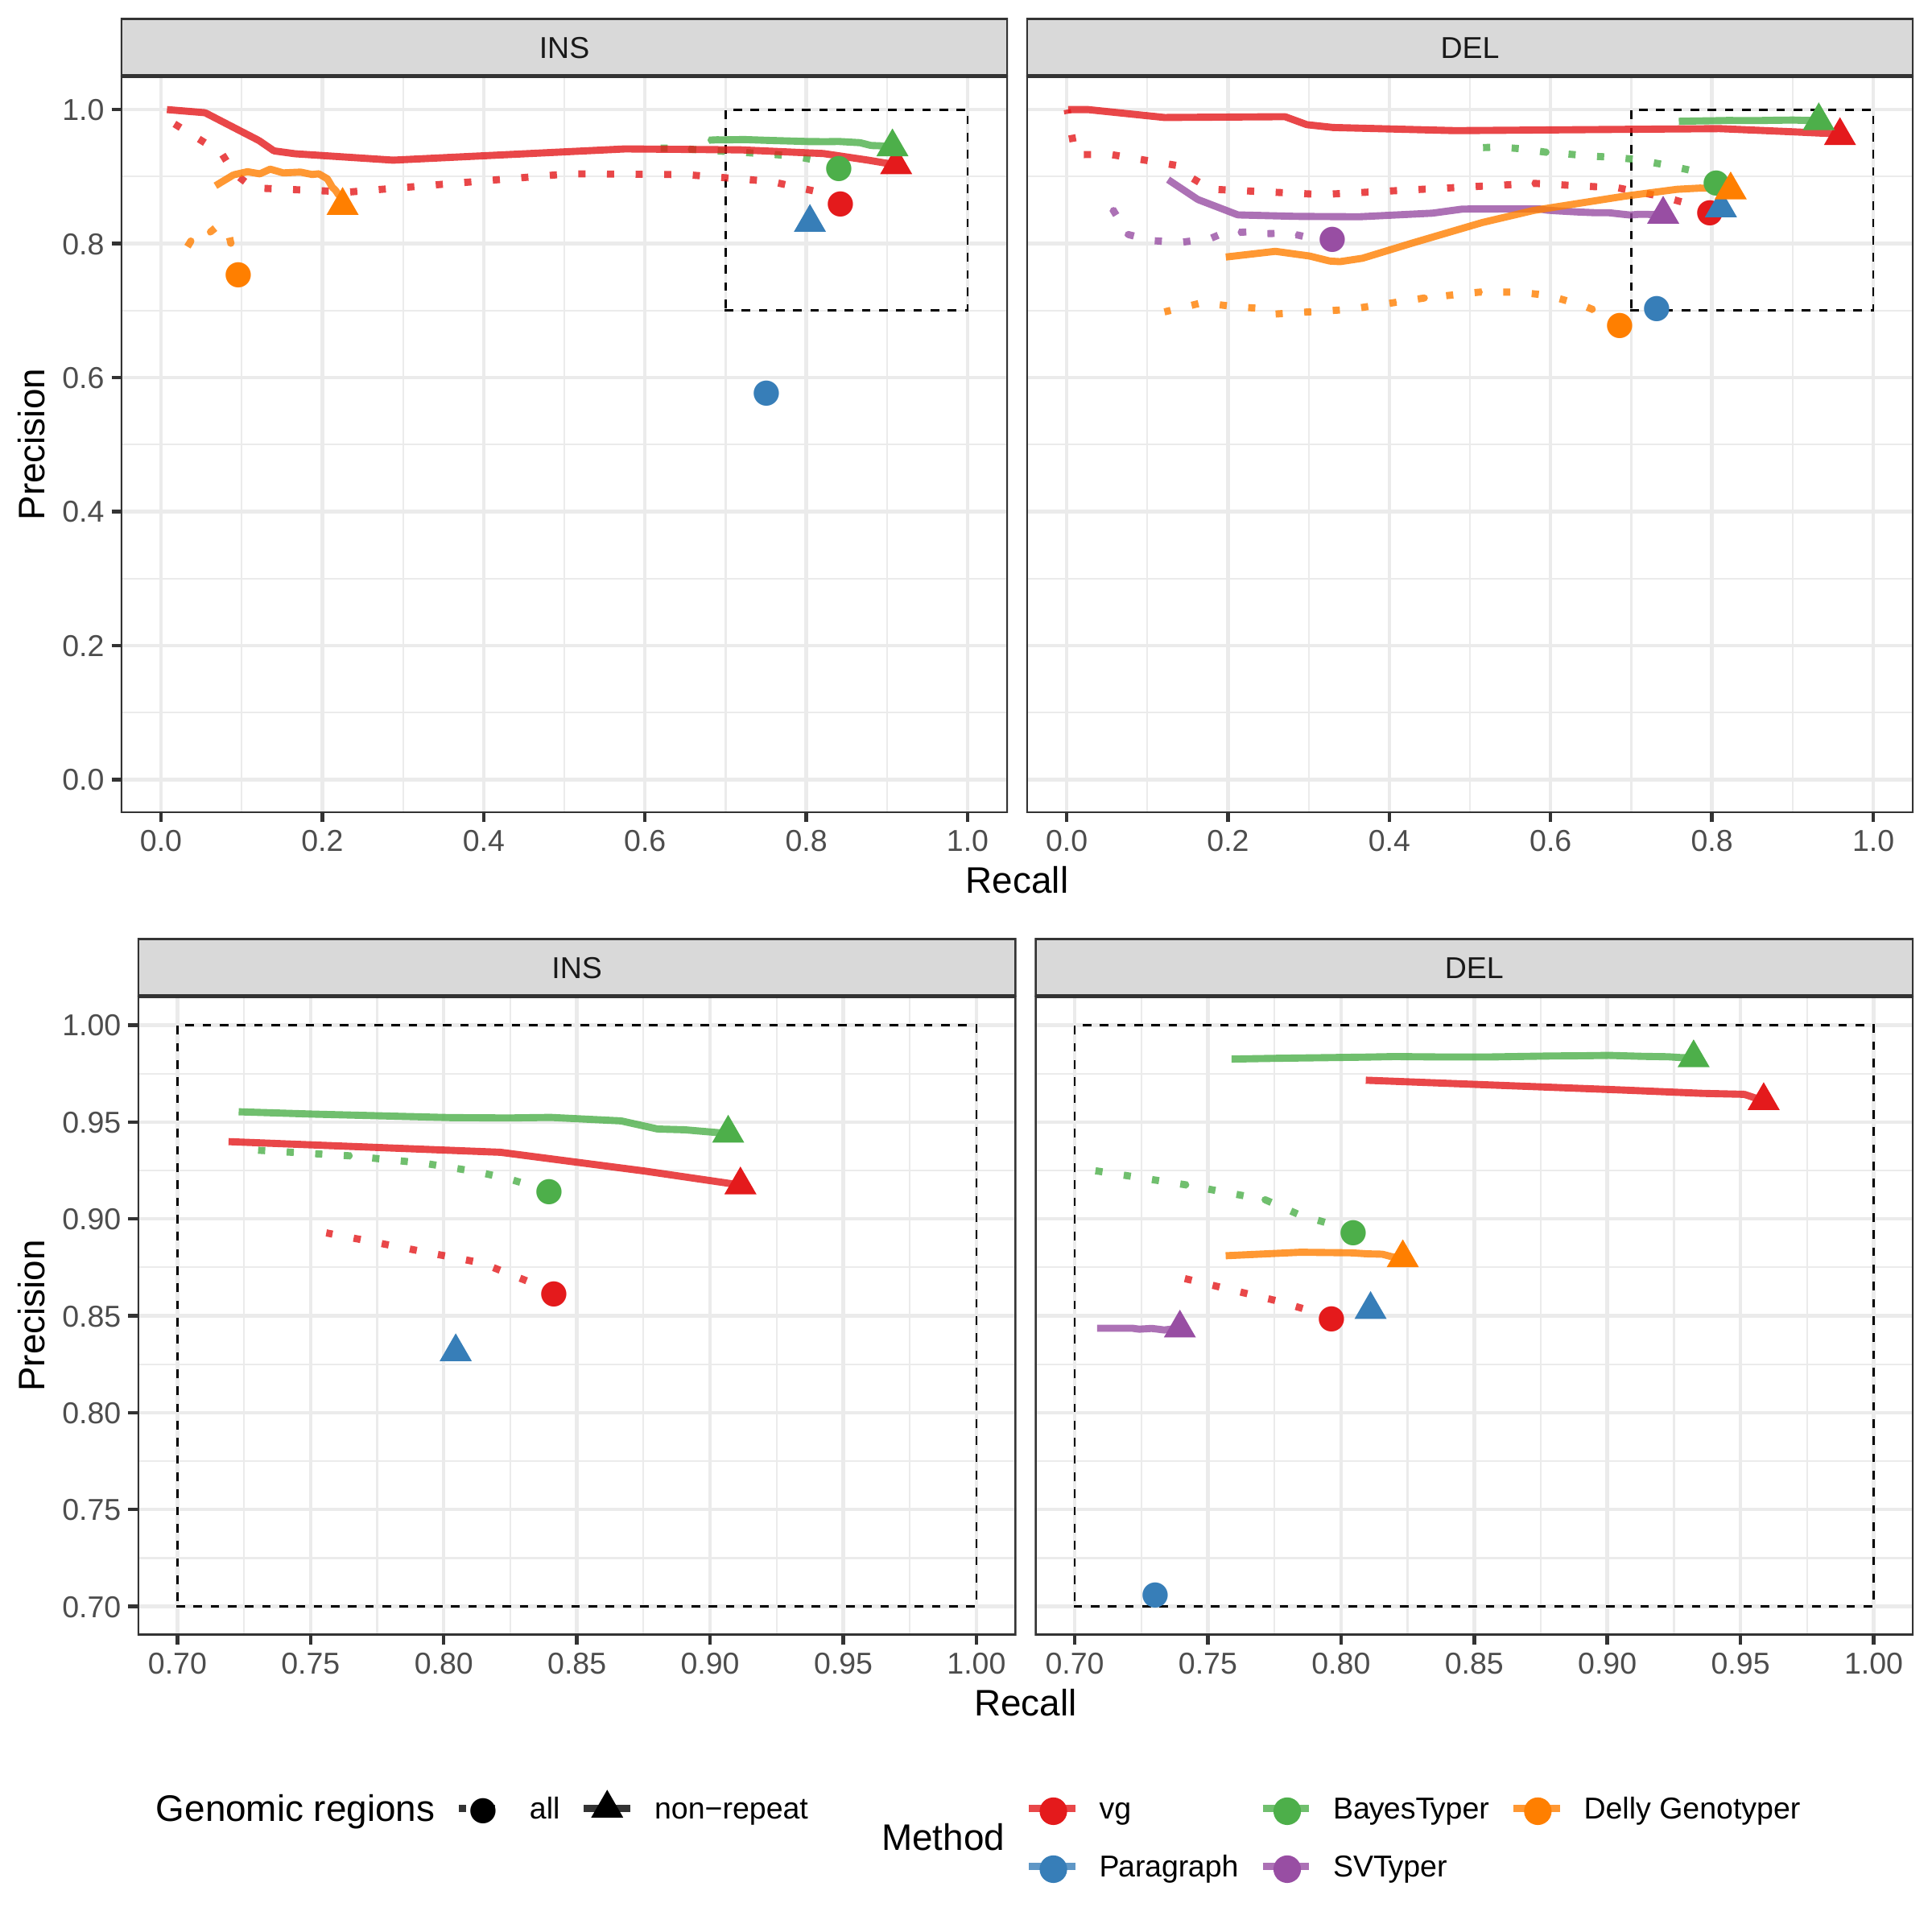 INS DEL
1.0
0.8
0.6
0.4
0.2
0.0
Precision
0.0 0.2 0.4 0.6 0.8 1.0 0.0 0.2 0.4 0.6 0.8 1.0
Recall
INS DEL
1.00
0.95
0.90
0.85
0.80
0.75
0.70
Precision
0.70 0.75 0.80 0.85 0.90 0.95 1.00 0.70 0.75 0.80 0.85 0.90 0.95 1.00
Recall
Genomic regions all non−repeat
Method
vg BayesTyper Delly Genotyper
Paragraph SVTyper